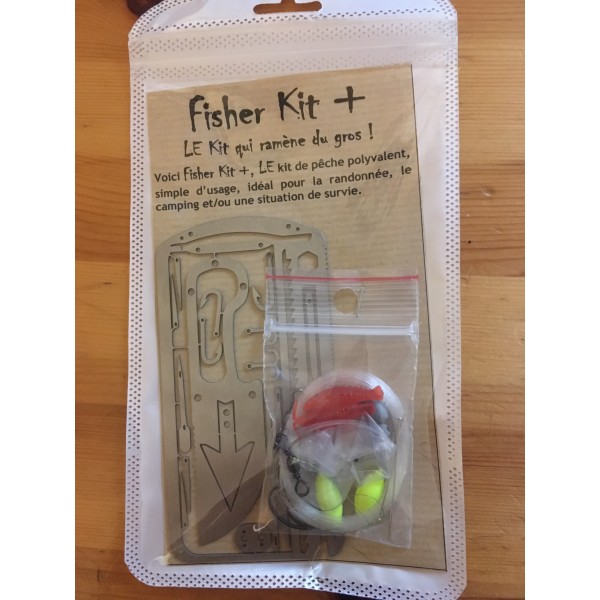 Fisher Kit +
LE Kit qui ramène du gros !
Voici Fisher Kit +, LE kit de pêche polyvalent,
simple d'usage, idéal pour la randonnée, le
camping et/ou une situation de survie.